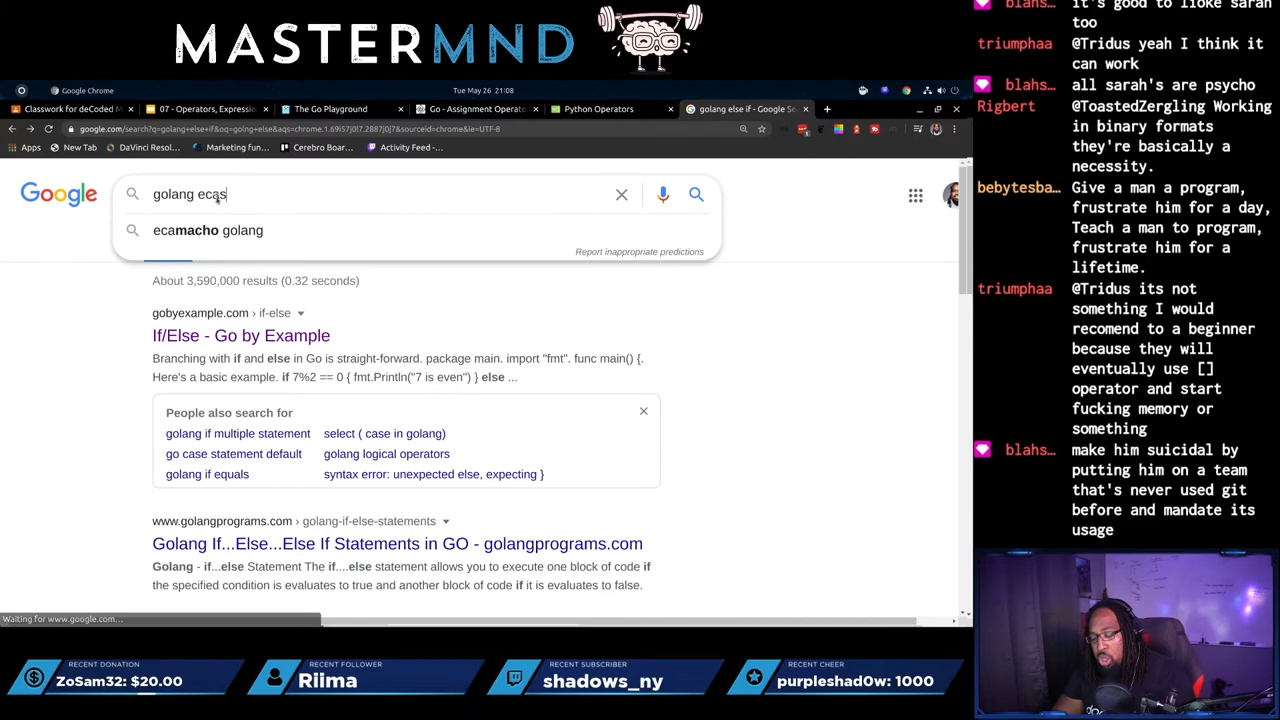 MASTERMND
Google Chrome
Tue May 26 21:08
Classwork for deCoded M
07 - Operators, Expressi
The Go Playground
Go - Assignment Operato
Python Operators
golang else if - Google Se
google.com/search?q=golang+else+if&oq=golng+else&aqs=chrome.1.69i57j0l7.2887j0j7&sourceid=chrome&ie=UTF-8
Apps
New Tab
DaVinci Resol...
Marketing fun...
Cerebro Boar...
Activity Feed -...
Google
golang ecas
ecamacho golang
Report inappropriate predictions
About 3,590,000 results (0.32 seconds)
gobyexample.com › if-else
If/Else - Go by Example
Branching with if and else in Go is straight-forward. package main. import "fmt". func main() {.
Here's a basic example. if 7%2 == 0 { fmt.Println("7 is even") } else ...
People also search for
golang if multiple statement
select ( case in golang)
go case statement default
golang logical operators
golang if equals
syntax error: unexpected else, expecting }
www.golangprograms.com › golang-if-else-statements
Golang If...Else...Else If Statements in GO - golangprograms.com
Golang - if...else Statement The if....else statement allows you to execute one block of code if
the specified condition is evaluates to true and another block of code if it is evaluates to false.
Waiting for www.google.com...
blahs… it's good to lioke sarah
too
triumphaa @Tridus yeah I think it
can work
blahs… all sarah's are psycho
Rigbert @ToastedZergling Working
in binary formats
they're basically a
necessity.
bebytesba… Give a man a program,
frustrate him for a day,
Teach a man to program,
frustrate him for a
lifetime.
triumphaa @Tridus its not
something I would
recomend to a beginner
because they will
eventually use []
operator and start
fucking memory or
something
blahs… make him suicidal by
putting him on a team
that's never used git
before and mandate its
usage
RECENT DONATION
ZoSam32: $20.00
RECENT FOLLOWER
Riima
RECENT SUBSCRIBER
shadows_ny
RECENT CHEER
purpleshad0w: 1000